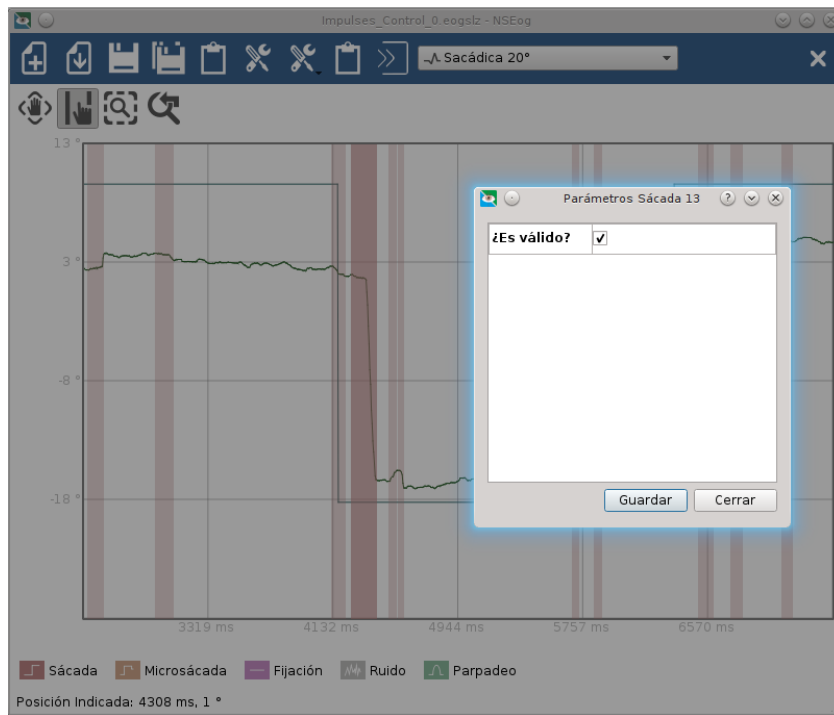 Impulses_Control_0.eogslz - NSEog
Sacádica 20°
13 °
3 °
-8 °
-18 °
3319 ms
4132 ms
4944 ms
5757 ms
6570 ms
Parámetros Sácada 13
¿Es válido?
Guardar
Cerrar
Sácada
Microsácada
Fijación
Ruido
Parpadeo
Posición Indicada: 4308 ms, 1 °